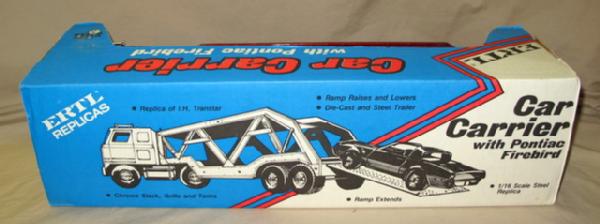 Car Carrier
with Pontiac Firebird
ERTL
ERTL
REPLICAS
• Replica of I.H. Transtar
• Ramp Raises and Lowers
• Die-Cast and Steel Trailer
Car
Carrier
with Pontiac
Firebird
• Chrome Stack, Grille and Tanks
• Ramp Extends
• 1/16 Scale Steel
Replica